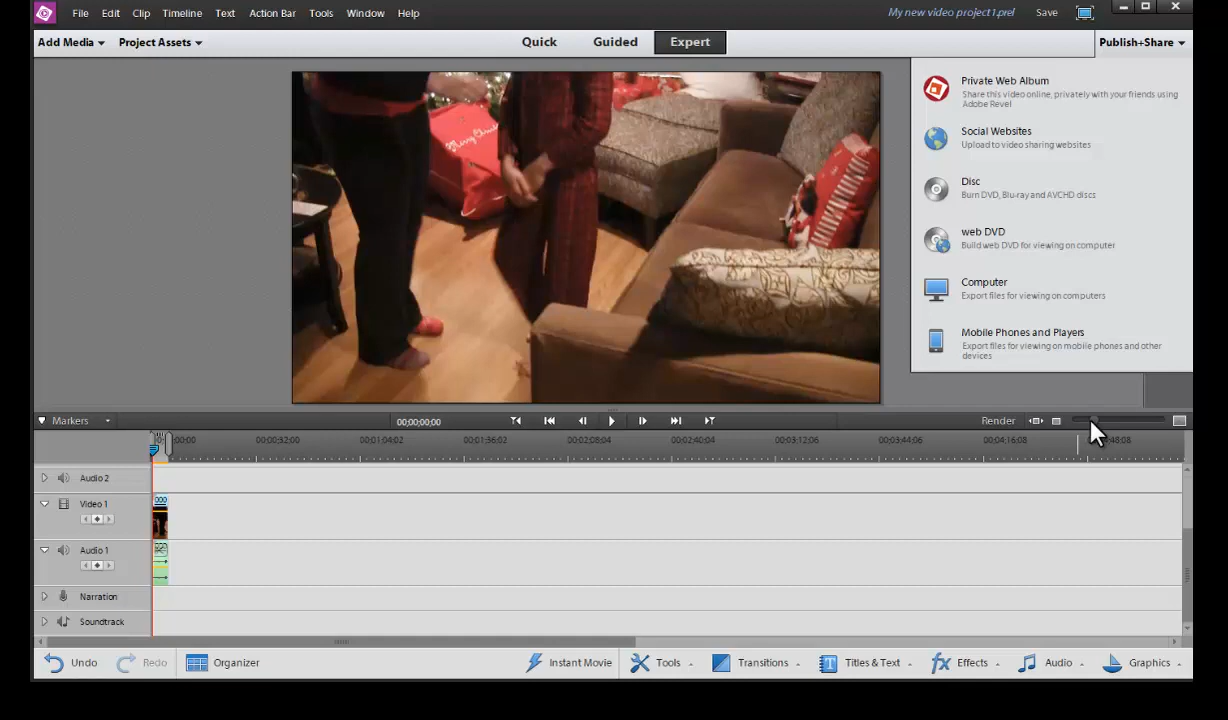 File Edit Clip Timeline Text Action Bar Tools Window Help My new video project1.prel Save
Add Media Project Assets Quick Guided Expert Publish+Share
Private Web Album
Share this video online, privately with your friends using
Adobe Revel
Social Websites
Upload to video sharing websites
Disc
Burn DVD, Blu-ray and AVCHD discs
web DVD
Build web DVD for viewing on computer
Computer
Export files for viewing on computers
Mobile Phones and Players
Export files for viewing on mobile phones and other
devices
Merry Christ
Markers 00;00;00;00 Render
;00;00 00;00;32;00 00;01;04;02 00;01;36;02 00;02;08;04 00;02;40;04 00;03;12;06 00;03;44;06 00;04;16;08 48;08
Audio 2
Video 1
Audio 1
Narration
Soundtrack
Undo Redo Organizer Instant Movie Tools Transitions Titles & Text Effects Audio Graphics